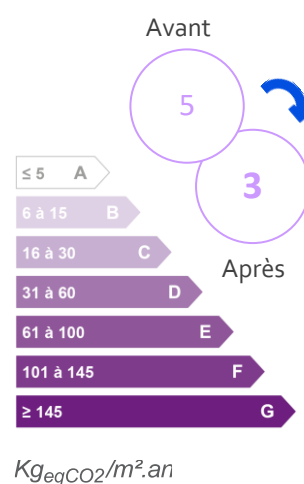 Avant
5
3
Après
≤ 5 A
6 à 15 B
16 à 30 C
31 à 60 D
61 à 100 E
101 à 145 F
≥ 145 G
KgeqCO2/m².an